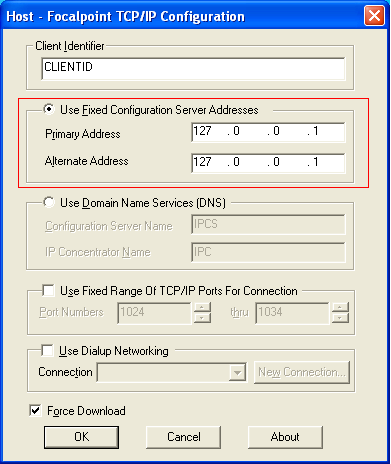 Host - Focalpoint TCP/IP Configuration
Client Identifier
CLIENTID
Use Fixed Configuration Server Addresses
Primary Address 127 . 0 . 0 . 1
Alternate Address 127 . 0 . 0 . 1
Use Domain Name Services (DNS)
Configuration Server Name IPCS
IP Concentrator Name IPC
Use Fixed Range Of TCP/IP Ports For Connection
Port Numbers 1024 thru 1034
Use Dialup Networking
Connection New Connection...
Force Download
OK Cancel About